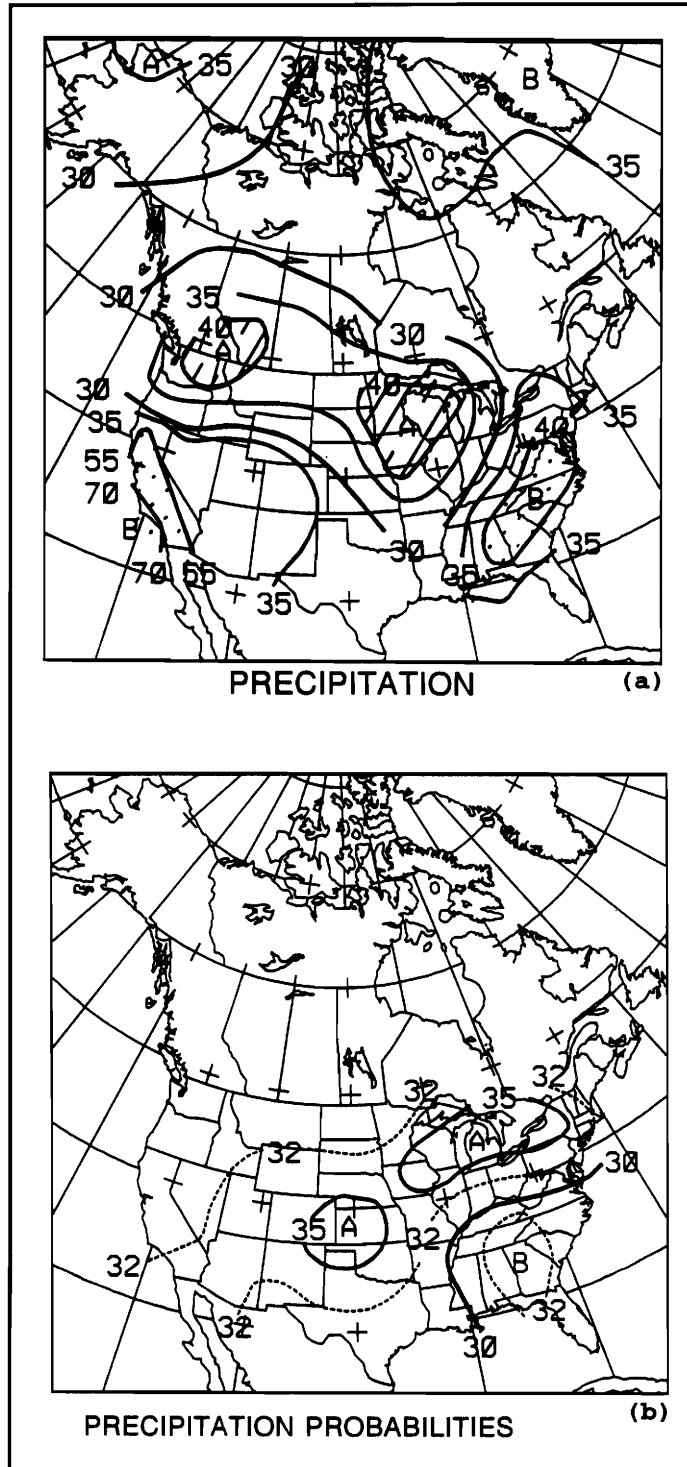 A 35 30 B
30 35
30 35
40 A 30
30 40
35 A 35
55 40
70 B
B 30 35
70 55 35 35
PRECIPITATION (a)
32 35 32
32 A
30
35 A 32
32 B
32 32
30
PRECIPITATION PROBABILITIES (b)